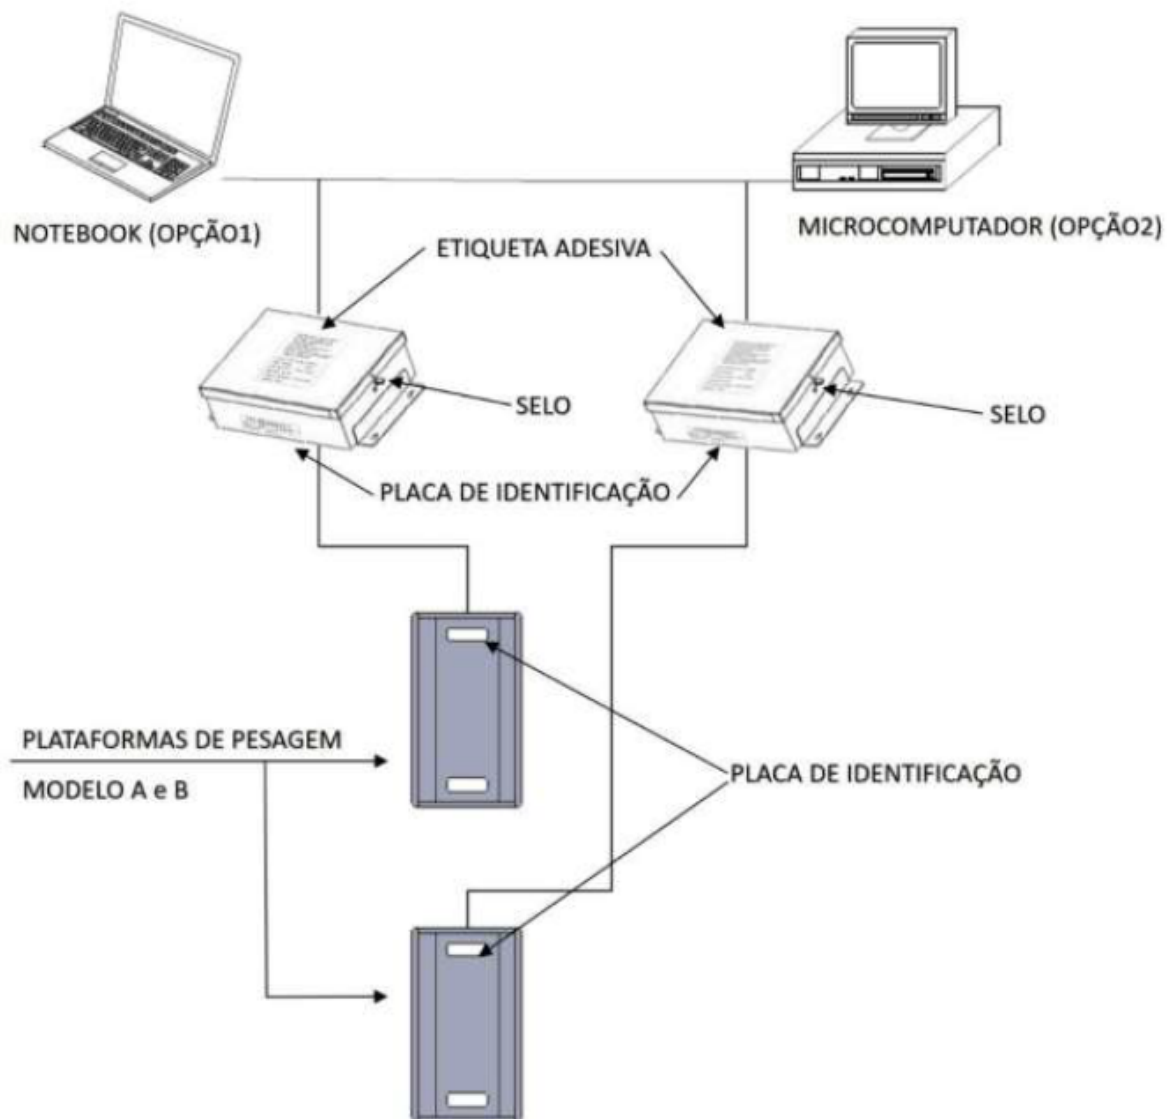 NOTEBOOK (OPÇÃO1)
MICROCOMPUTADOR (OPÇÃO2)
ETIQUETA ADESIVA
SELO
SELO
PLACA DE IDENTIFICAÇÃO
PLATAFORMAS DE PESAGEM
MODELO A e B
PLACA DE IDENTIFICAÇÃO